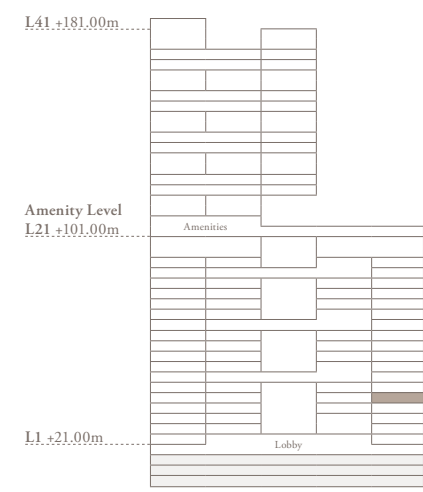 L41 +181.00m
Amenity Level
L21 +101.00m
Amenities
L1 +21.00m
Lobby